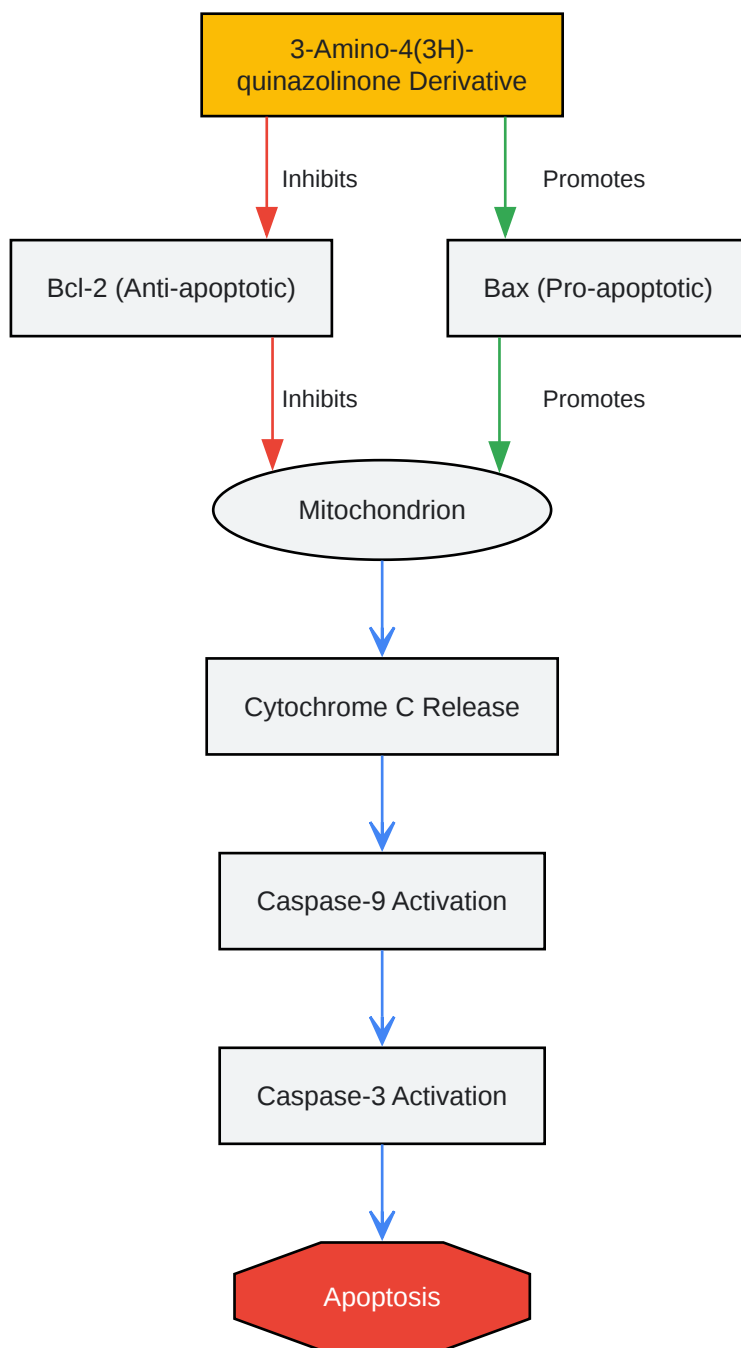 3-Amino-4(3H)-
quinazolinone Derivative
Inhibits
Promotes
Bcl-2 (Anti-apoptotic)
Bax (Pro-apoptotic)
Inhibits
Promotes
Mitochondrion
Cytochrome C Release
Caspase-9 Activation
Caspase-3 Activation
Apoptosis